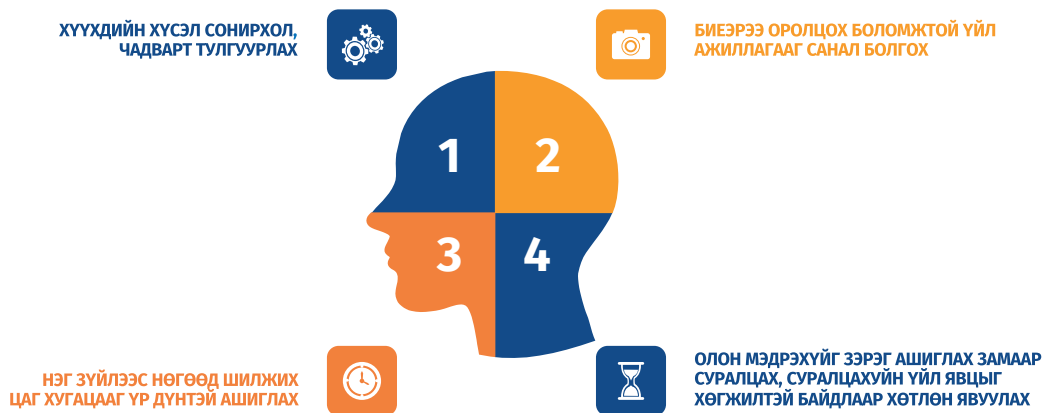 ХҮҮХДИЙН ХҮСЭЛ СОНИРХОЛ,
ЧАДВАРТ ТУЛГУУРЛАХ
БИЕЭРЭЭ ОРОЛЦОХ БОЛОМЖТОЙ ҮЙЛ
АЖИЛЛАГААГ САНАЛ БОЛГОХ
1
2
3
4
НЭГ ЗҮЙЛЭЭС НӨГӨӨД ШИЛЖИХ
ЦАГ ХУГАЦААГ ҮР ДҮНТЭЙ АШИГЛАХ
ОЛОН МЭДРЭХҮЙГ ЗЭРЭГ АШИГЛАХ ЗАМААР
СУРАЛЦАХ, СУРАЛЦАХУЙН ҮЙЛ ЯВЦЫГ
ХӨГЖИЛТЭЙ БАЙДЛААР ХӨТЛӨН ЯВУУЛАХ